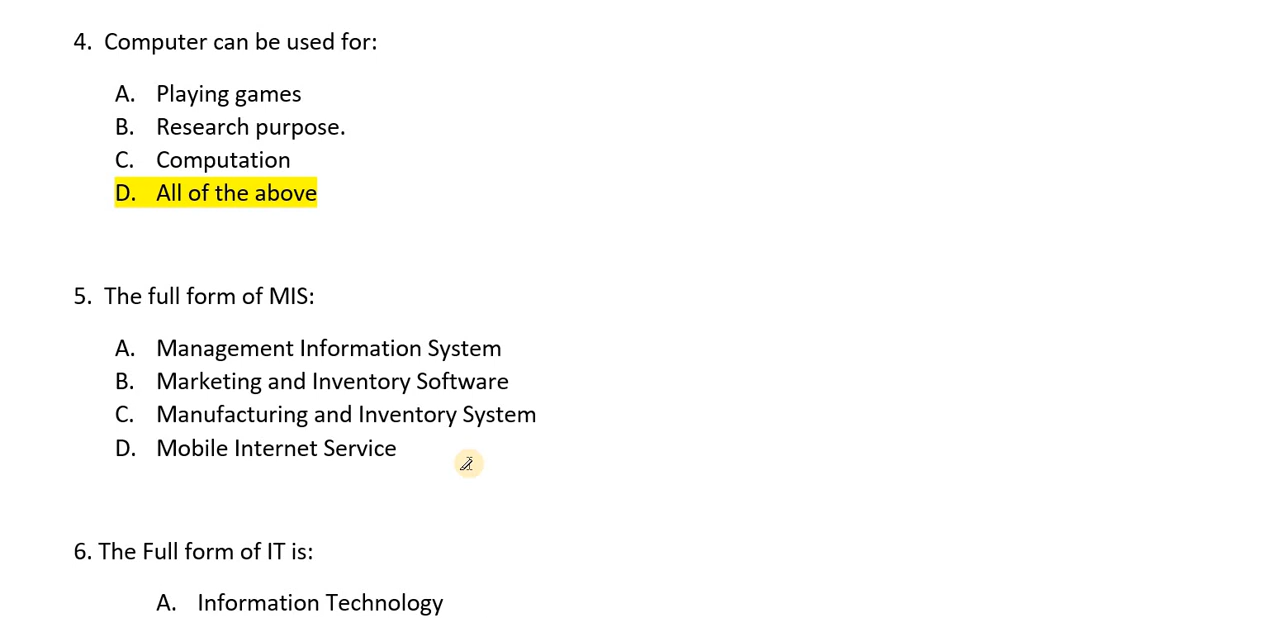 4. Computer can be used for:
A. Playing games
B. Research purpose.
C. Computation
D. All of the above
5. The full form of MIS:
A. Management Information System
B. Marketing and Inventory Software
C. Manufacturing and Inventory System
D. Mobile Internet Service
6. The Full form of IT is:
A. Information Technology